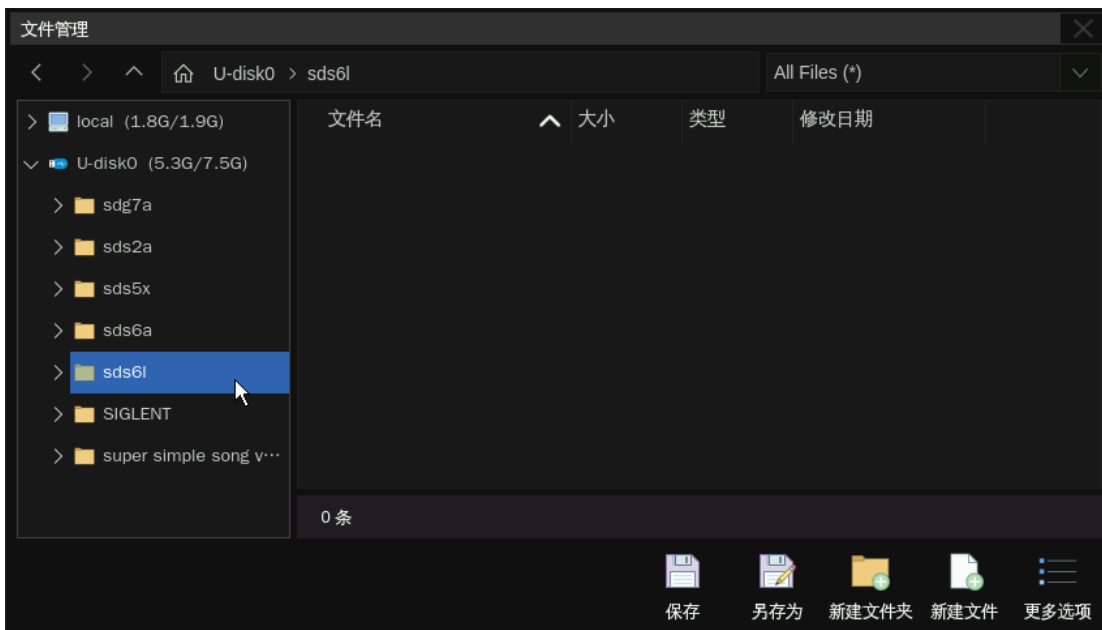 文件管理
U-disk0 > sds6l
All Files (*)
local (1.8G/1.9G)
U-disk0 (5.3G/7.5G)
sdg7a
sds2a
sds5x
sds6a
sds6l
SIGLENT
super simple song v···
文件名 大小 类型 修改日期
0 条
保存 另存为 新建文件夹 新建文件 更多选项